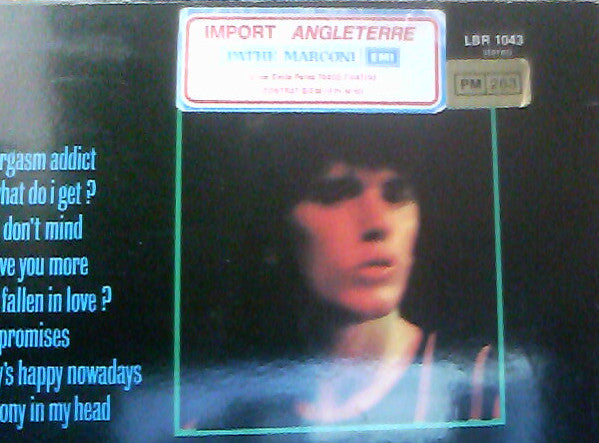 IMPORT ANGLETERRE
PATHE MARCONI EMI
LBR 1043
STEREO
PM 263
rgasm addict
hat do i get ?
don't mind
ve you more
fallen in love ?
promises
y's happy nowadays
ony in my head